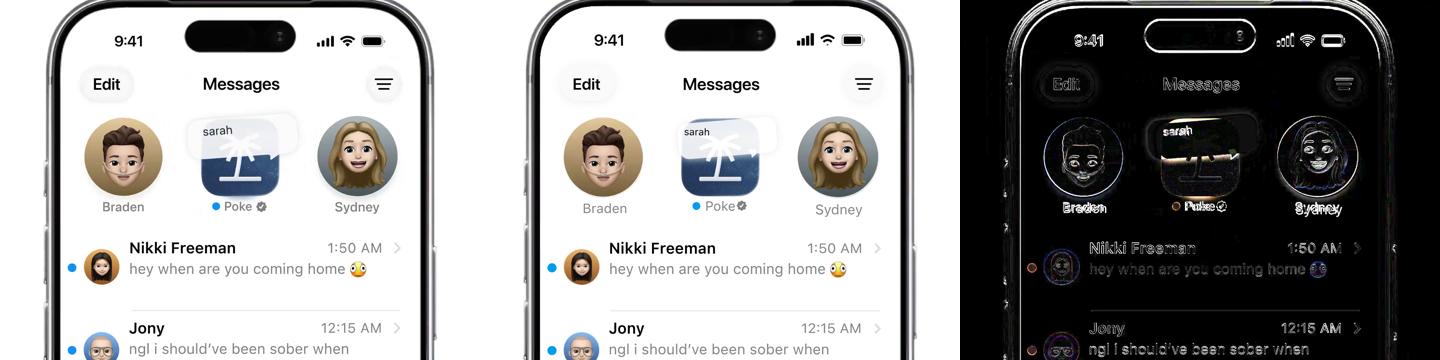 9:41
Edit Messages
sarah
Braden Poke Sydney
Nikki Freeman 1:50 AM
hey when are you coming home 😳
Jony 12:15 AM
ngl i should've been sober when
9:41
Edit Messages
sarah
Braden Poke Sydney
Nikki Freeman 1:50 AM
hey when are you coming home 😳
Jony 12:15 AM
ngl i should've been sober when
9:41
Edit Messages
sarah
Braden Poke Sydney
Nikki Freeman 1:50 AM
hey when are you coming home
Jony 12:15 AM
ngl i should've been sober when